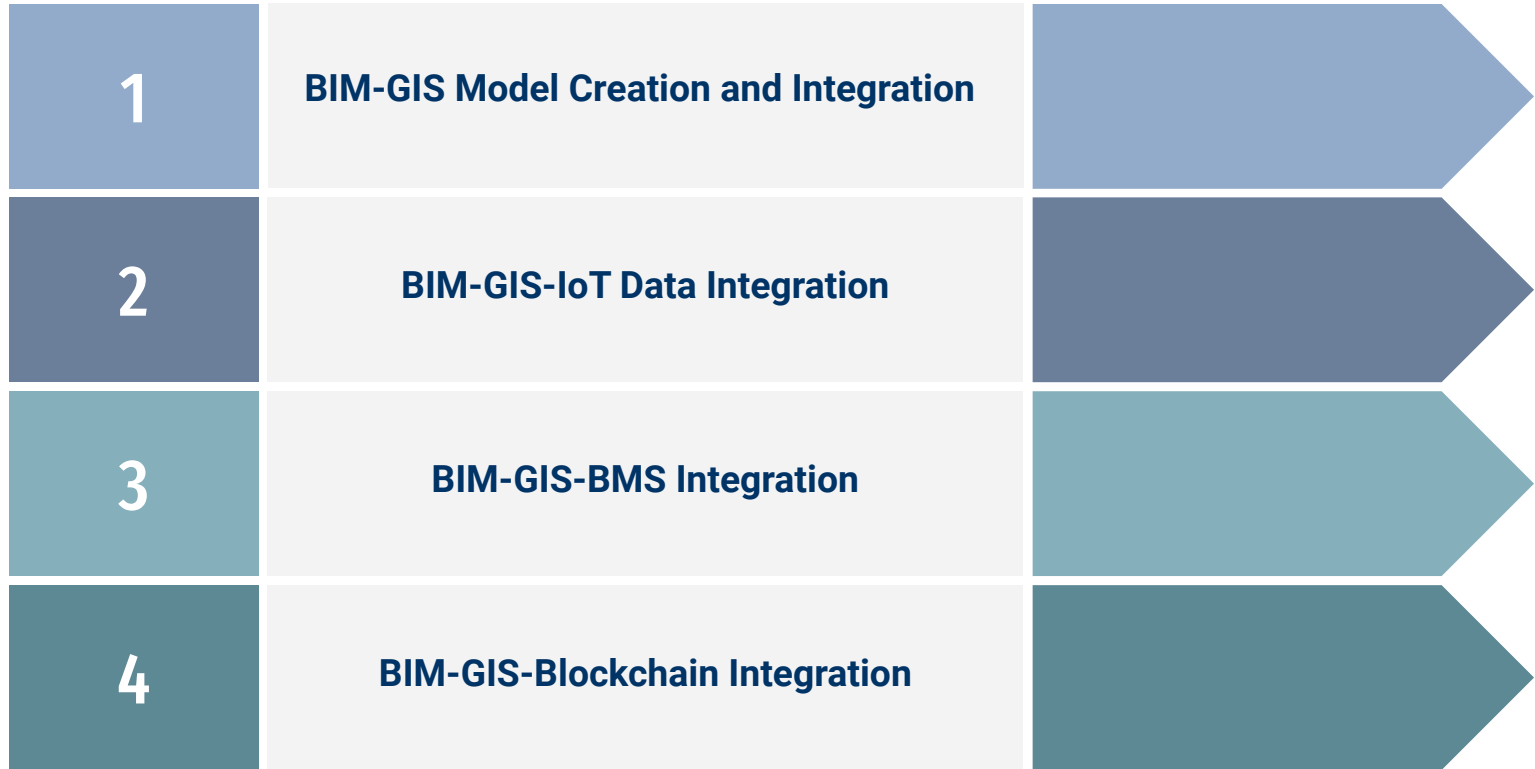 1
BIM-GIS Model Creation and Integration
2
BIM-GIS-IoT Data Integration
3
BIM-GIS-BMS Integration
4
BIM-GIS-Blockchain Integration